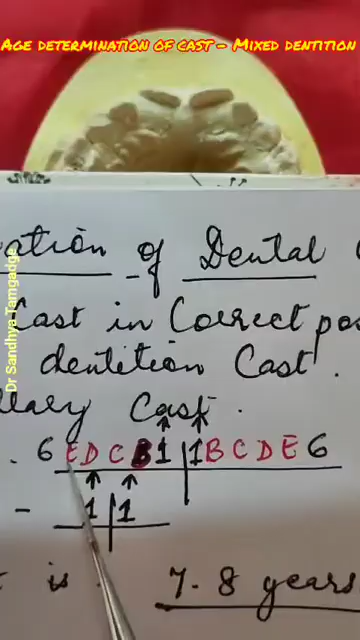 Age determination of cast - Mixed dentition
ation of Dental
Cast in Correct pos
dentition Cast.
llary Cast.
. 6 E D C B 1 | 1 B C D E 6
- 1 | 1
is 7-8 years
Dr Sandhya Tamgadge